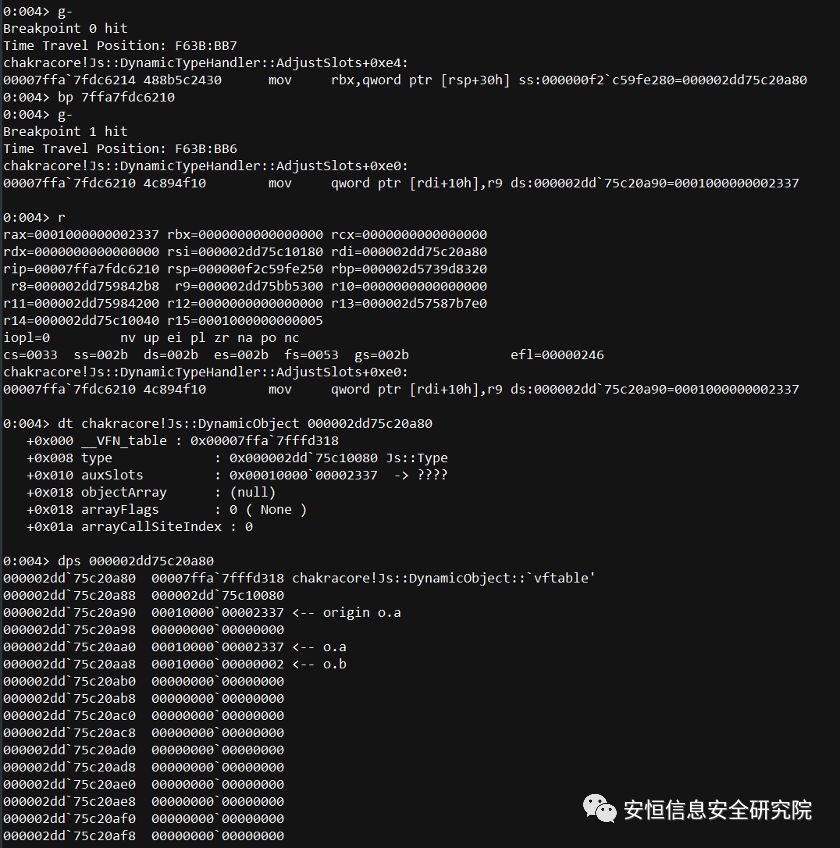 0:004> g-
Breakpoint 0 hit
Time Travel Position: F63B:BB7
chakracore!Js::DynamicTypeHandler::AdjustSlots+0xe4:
00007ffa`7fdc6214 488b5c2430      mov     rbx,qword ptr [rsp+30h] ss:000000f2`c59fe280=000002dd75c20a80
0:004> bp 7ffa7fdc6210
0:004> g-
Breakpoint 1 hit
Time Travel Position: F63B:BB6
chakracore!Js::DynamicTypeHandler::AdjustSlots+0xe0:
00007ffa`7fdc6210 4c894f10        mov     qword ptr [rdi+10h],r9 ds:000002dd`75c20a90=0001000000002337
0:004> r
rax=0001000000002337 rbx=0000000000000000 rcx=0000000000000000
rdx=0000000000000000 rsi=000002dd75c10180 rdi=000002dd75c20a80
rip=00007ffa7fdc6210 rsp=000000f2c59fe250 rbp=000002d5739d8320
 r8=000002dd759842b8  r9=000002dd75bb5300 r10=0000000000000000
r11=000002dd75984200 r12=0000000000000000 r13=000002d57587b7e0
r14=000002dd75c10040 r15=0001000000000005
iopl=0         nv up ei pl zr na po nc
cs=0033  ss=002b  ds=002b  es=002b  fs=0053  gs=002b             efl=00000246
chakracore!Js::DynamicTypeHandler::AdjustSlots+0xe0:
00007ffa`7fdc6210 4c894f10        mov     qword ptr [rdi+10h],r9 ds:000002dd`75c20a90=0001000000002337
0:004> dt chakracore!Js::DynamicObject 000002dd75c20a80
   +0x000 __VFN_table : 0x00007ffa`7fffd318
   +0x008 type             : 0x000002dd`75c10080 Js::Type
   +0x010 auxSlots         : 0x00010000`00002337  -> ????
   +0x018 objectArray      : (null)
   +0x018 arrayFlags       : 0 ( None )
   +0x01a arrayCallSiteIndex : 0
0:004> dps 000002dd75c20a80
000002dd`75c20a80  00007ffa`7fffd318 chakracore!Js::DynamicObject::`vftable'
000002dd`75c20a88  000002dd`75c10080
000002dd`75c20a90  00010000`00002337 <-- origin o.a
000002dd`75c20a98  00000000`00000000
000002dd`75c20aa0  00010000`00002337 <-- o.a
000002dd`75c20aa8  00010000`00000002 <-- o.b
000002dd`75c20ab0  00000000`00000000
000002dd`75c20ab8  00000000`00000000
000002dd`75c20ac0  00000000`00000000
000002dd`75c20ac8  00000000`00000000
000002dd`75c20ad0  00000000`00000000
000002dd`75c20ad8  00000000`00000000
000002dd`75c20ae0  00000000`00000000
000002dd`75c20ae8  00000000`00000000
000002dd`75c20af0  00000000`00000000
000002dd`75c20af8  00000000`00000000
安恒信息安全研究院